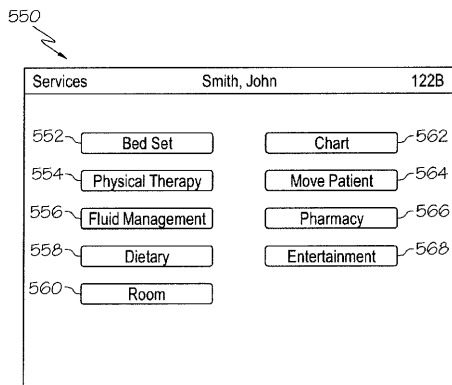 550
Services Smith, John 122B
552 Bed Set Chart 562
554 Physical Therapy Move Patient 564
556 Fluid Management Pharmacy 566
558 Dietary Entertainment 568
560 Room